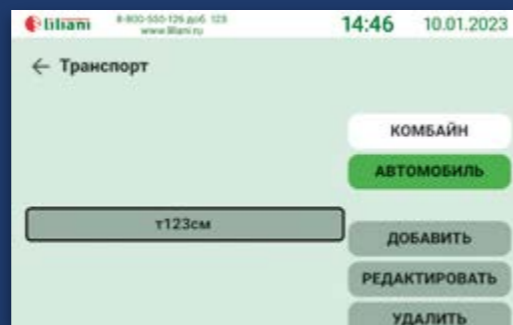 liliani
8-800-550-126 доб. 123
www.liliani.ru
14:46 10.01.2023
← Транспорт
КОМБАЙН
АВТОМОБИЛЬ
т123см
ДОБАВИТЬ
РЕДАКТИРОВАТЬ
УДАЛИТЬ